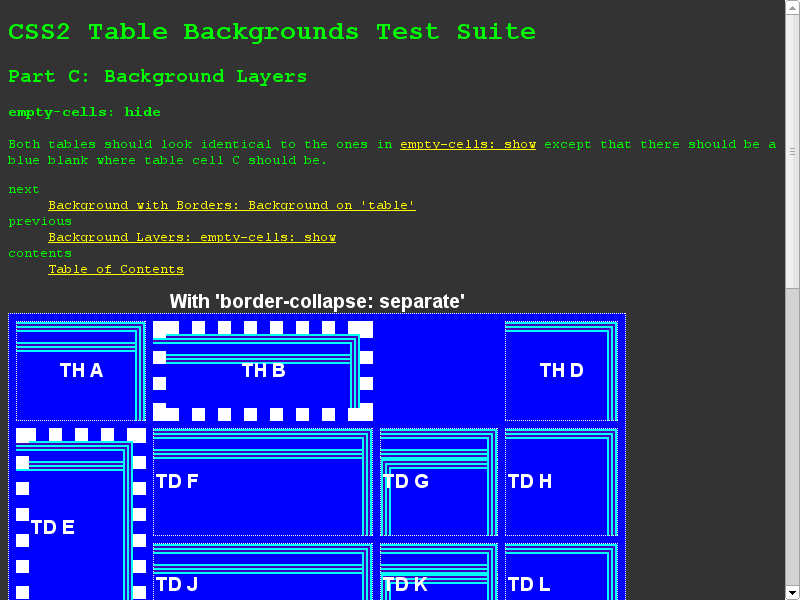 CSS2 Table Backgrounds Test Suite
Part C: Background Layers
empty-cells: hide
Both tables should look identical to the ones in empty-cells: show except that there should be a
blue blank where table cell C should be.
next
Background with Borders: Background on 'table'
previous
Background Layers: empty-cells: show
contents
Table of Contents
With 'border-collapse: separate'
TH A TH B TH D
TD F TD G TD H
TD E
TD J TD K TD L